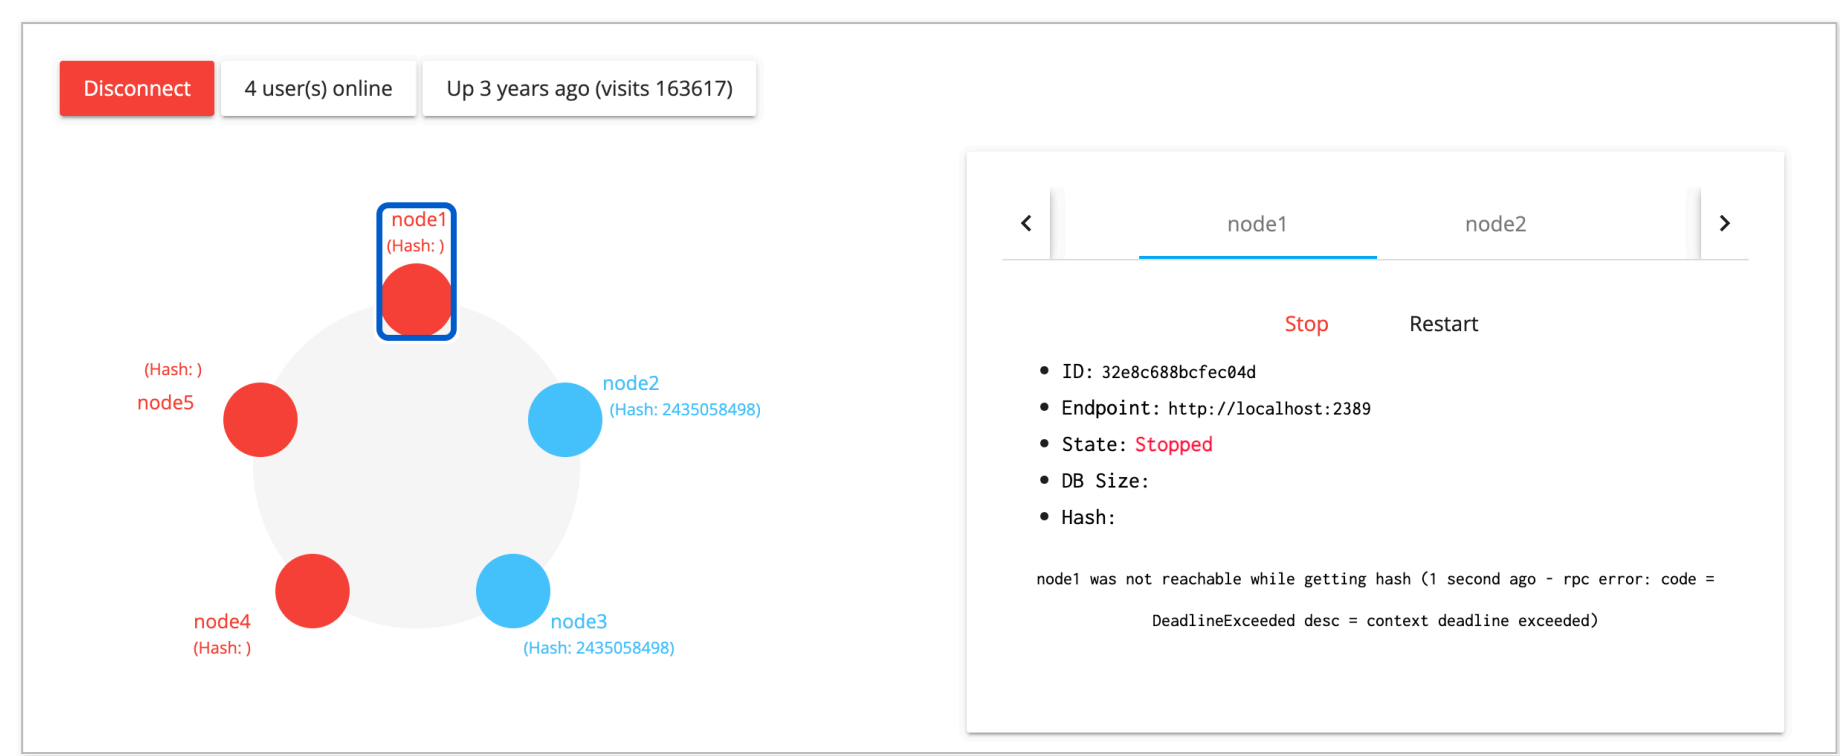 Disconnect
4 user(s) online
Up 3 years ago (visits 163617)
node1
(Hash: )
(Hash: )
node5
node2
(Hash: 2435058498)
node4
(Hash: )
node3
(Hash: 2435058498)
node1
node2
Stop
Restart
ID: 32e8c688bcfec04d
Endpoint: http://localhost:2389
State: Stopped
DB Size:
Hash:
node1 was not reachable while getting hash (1 second ago - rpc error: code =
DeadlineExceeded desc = context deadline exceeded)